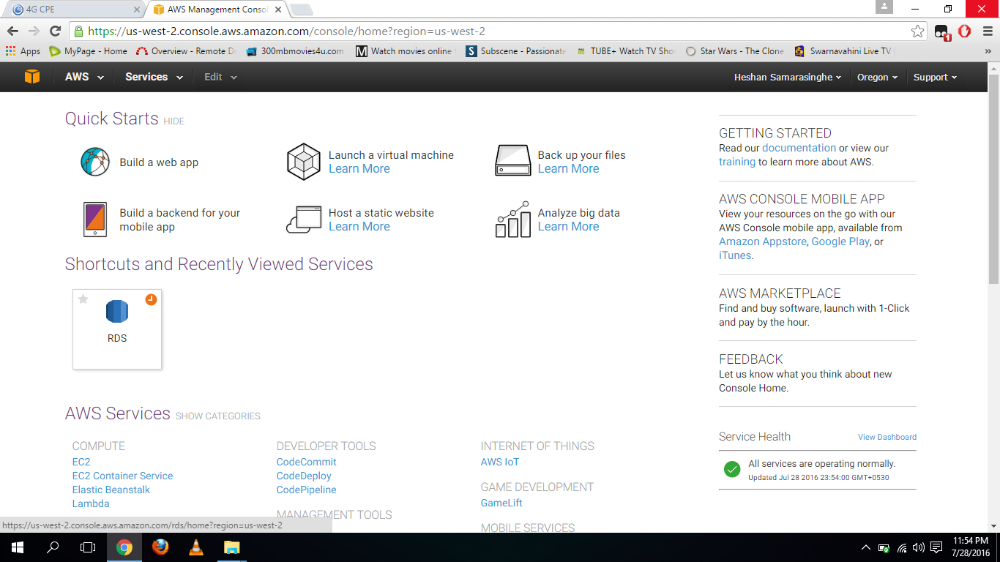 4G CPE
AWS Management Consol
https://us-west-2.console.aws.amazon.com/console/home?region=us-west-2
1
Apps
MyPage - Home
Overview - Remote D
300mbmovies4u.com
Watch movies online
Subscene - Passionate
TUBE+ Watch TV Sho
Star Wars - The Clone
Swarnavahini Live TV
»
AWS
Services
Edit
Heshan Samarasinghe
Oregon
Support
Quick Starts HIDE
Build a web app
Launch a virtual machine
Learn More
Back up your files
Learn More
Build a backend for your
mobile app
Host a static website
Learn More
Analyze big data
Learn More
Shortcuts and Recently Viewed Services
RDS
AWS Services SHOW CATEGORIES
COMPUTE
EC2
EC2 Container Service
Elastic Beanstalk
Lambda
DEVELOPER TOOLS
CodeCommit
CodeDeploy
CodePipeline
MANAGEMENT TOOLS
INTERNET OF THINGS
AWS IoT
GAME DEVELOPMENT
GameLift
MOBILE SERVICES
GETTING STARTED
Read our documentation or view our
training to learn more about AWS.
AWS CONSOLE MOBILE APP
View your resources on the go with our
AWS Console mobile app, available from
Amazon Appstore, Google Play, or
iTunes.
AWS MARKETPLACE
Find and buy software, launch with 1-Click
and pay by the hour.
FEEDBACK
Let us know what you think about new
Console Home.
Service Health
View Dashboard
All services are operating normally.
Updated Jul 28 2016 23:54:00 GMT+0530
https://us-west-2.console.aws.amazon.com/rds/home?region=us-west-2
11:54 PM
7/28/2016